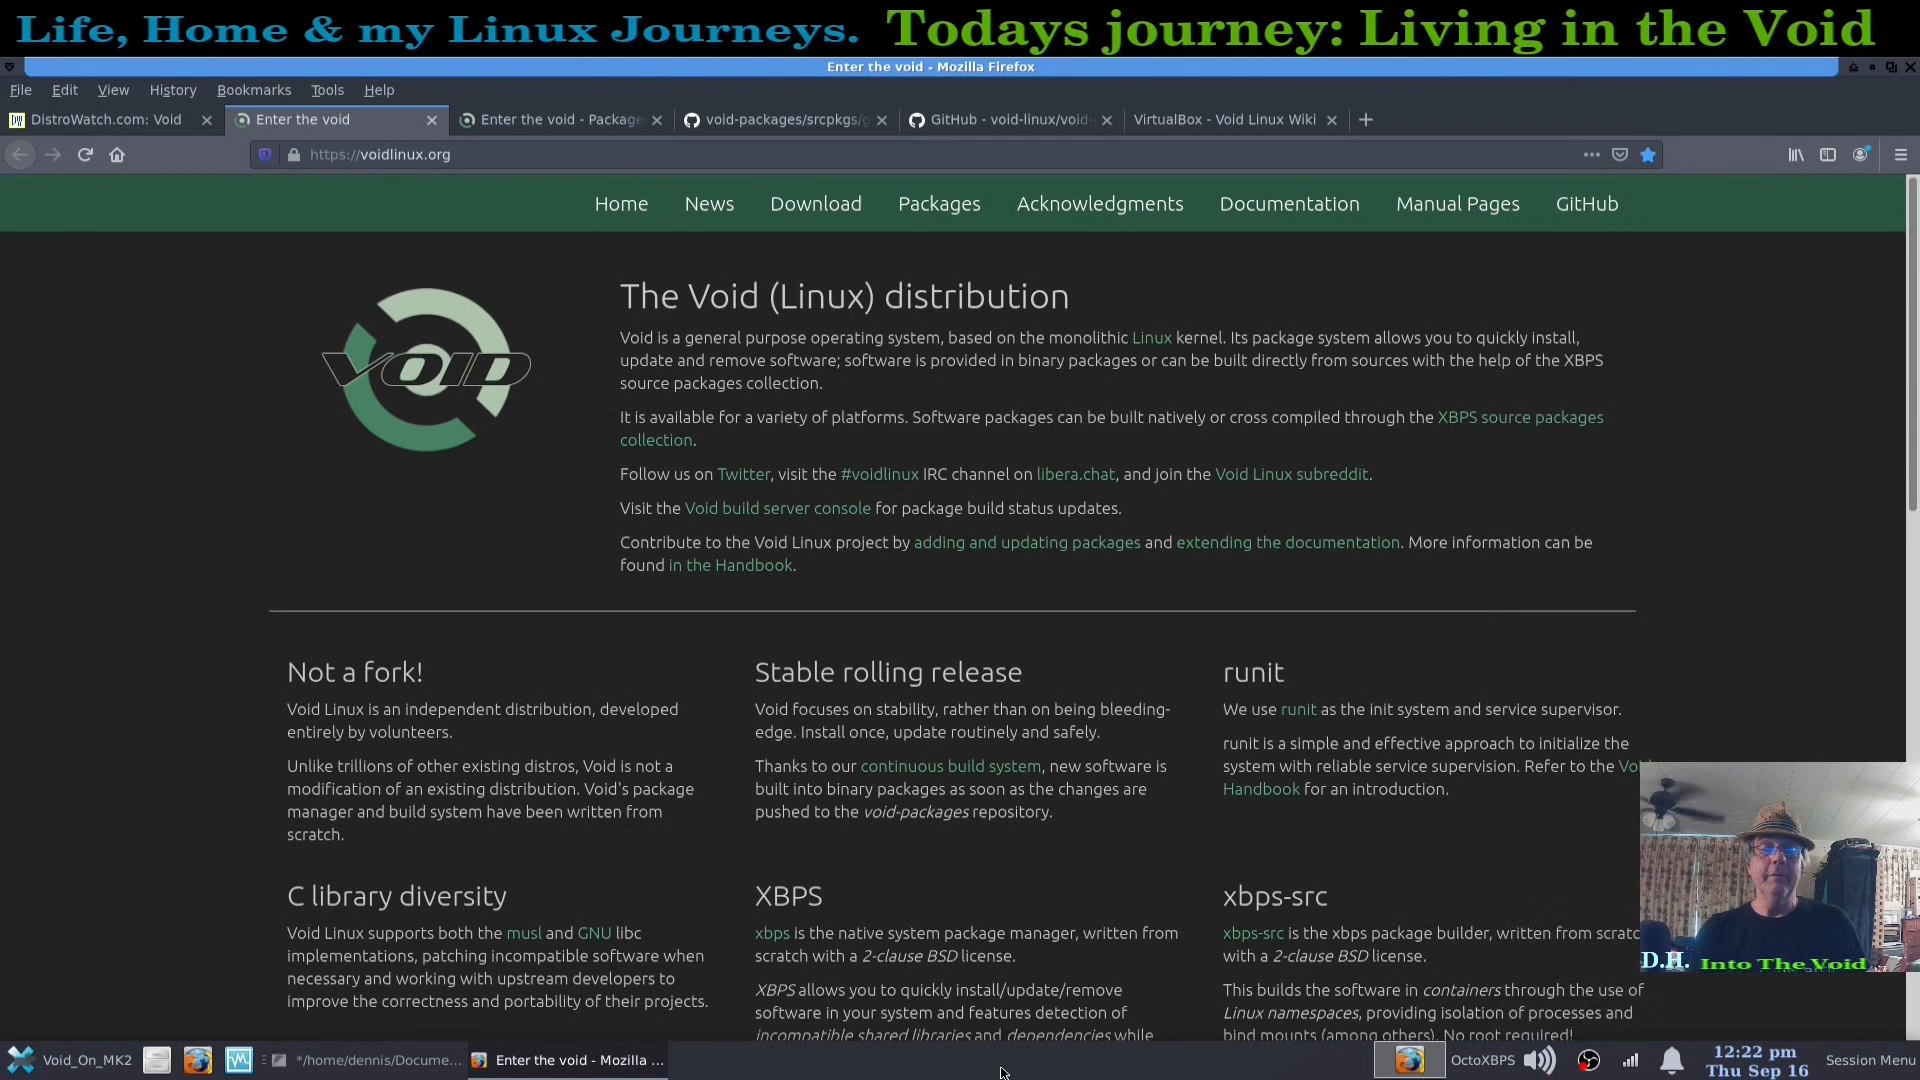 Life, Home & my Linux Journeys. Todays journey: Living in the Void
Enter the void - Mozilla Firefox
File Edit View History Bookmarks Tools Help
DW DistroWatch.com: Void
Enter the void
Enter the void - Package
void-packages/srcpkgs/g
GitHub - void-linux/void-
VirtualBox - Void Linux Wiki
https://voidlinux.org
Home News Download Packages Acknowledgments Documentation Manual Pages GitHub
VOID
The Void (Linux) distribution
Void is a general purpose operating system, based on the monolithic Linux kernel. Its package system allows you to quickly install,
update and remove software; software is provided in binary packages or can be built directly from sources with the help of the XBPS
source packages collection.
It is available for a variety of platforms. Software packages can be built natively or cross compiled through the XBPS source packages
collection.
Follow us on Twitter, visit the #voidlinux IRC channel on libera.chat, and join the Void Linux subreddit.
Visit the Void build server console for package build status updates.
Contribute to the Void Linux project by adding and updating packages and extending the documentation. More information can be
found in the Handbook.
Not a fork!
Void Linux is an independent distribution, developed
entirely by volunteers.
Unlike trillions of other existing distros, Void is not a
modification of an existing distribution. Void's package
manager and build system have been written from
scratch.
Stable rolling release
Void focuses on stability, rather than on being bleeding-
edge. Install once, update routinely and safely.
Thanks to our continuous build system, new software is
built into binary packages as soon as the changes are
pushed to the void-packages repository.
runit
We use runit as the init system and service supervisor.
runit is a simple and effective approach to initialize the
system with reliable service supervision. Refer to the Voi
Handbook for an introduction.
C library diversity
Void Linux supports both the musl and GNU libc
implementations, patching incompatible software when
necessary and working with upstream developers to
improve the correctness and portability of their projects.
XBPS
xbps is the native system package manager, written from
scratch with a 2-clause BSD license.
XBPS allows you to quickly install/update/remove
software in your system and features detection of
incompatible shared libraries and dependencies while
xbps-src
xbps-src is the xbps package builder, written from scratc
with a 2-clause BSD license.
This builds the software in containers through the use of
Linux namespaces, providing isolation of processes and
bind mounts (among others). No root required!
D.H. Into The Void
Void_On_MK2
*/home/dennis/Docume...
Enter the void - Mozilla ...
OctoXBPS
12:22 pm
Thu Sep 16
Session Menu